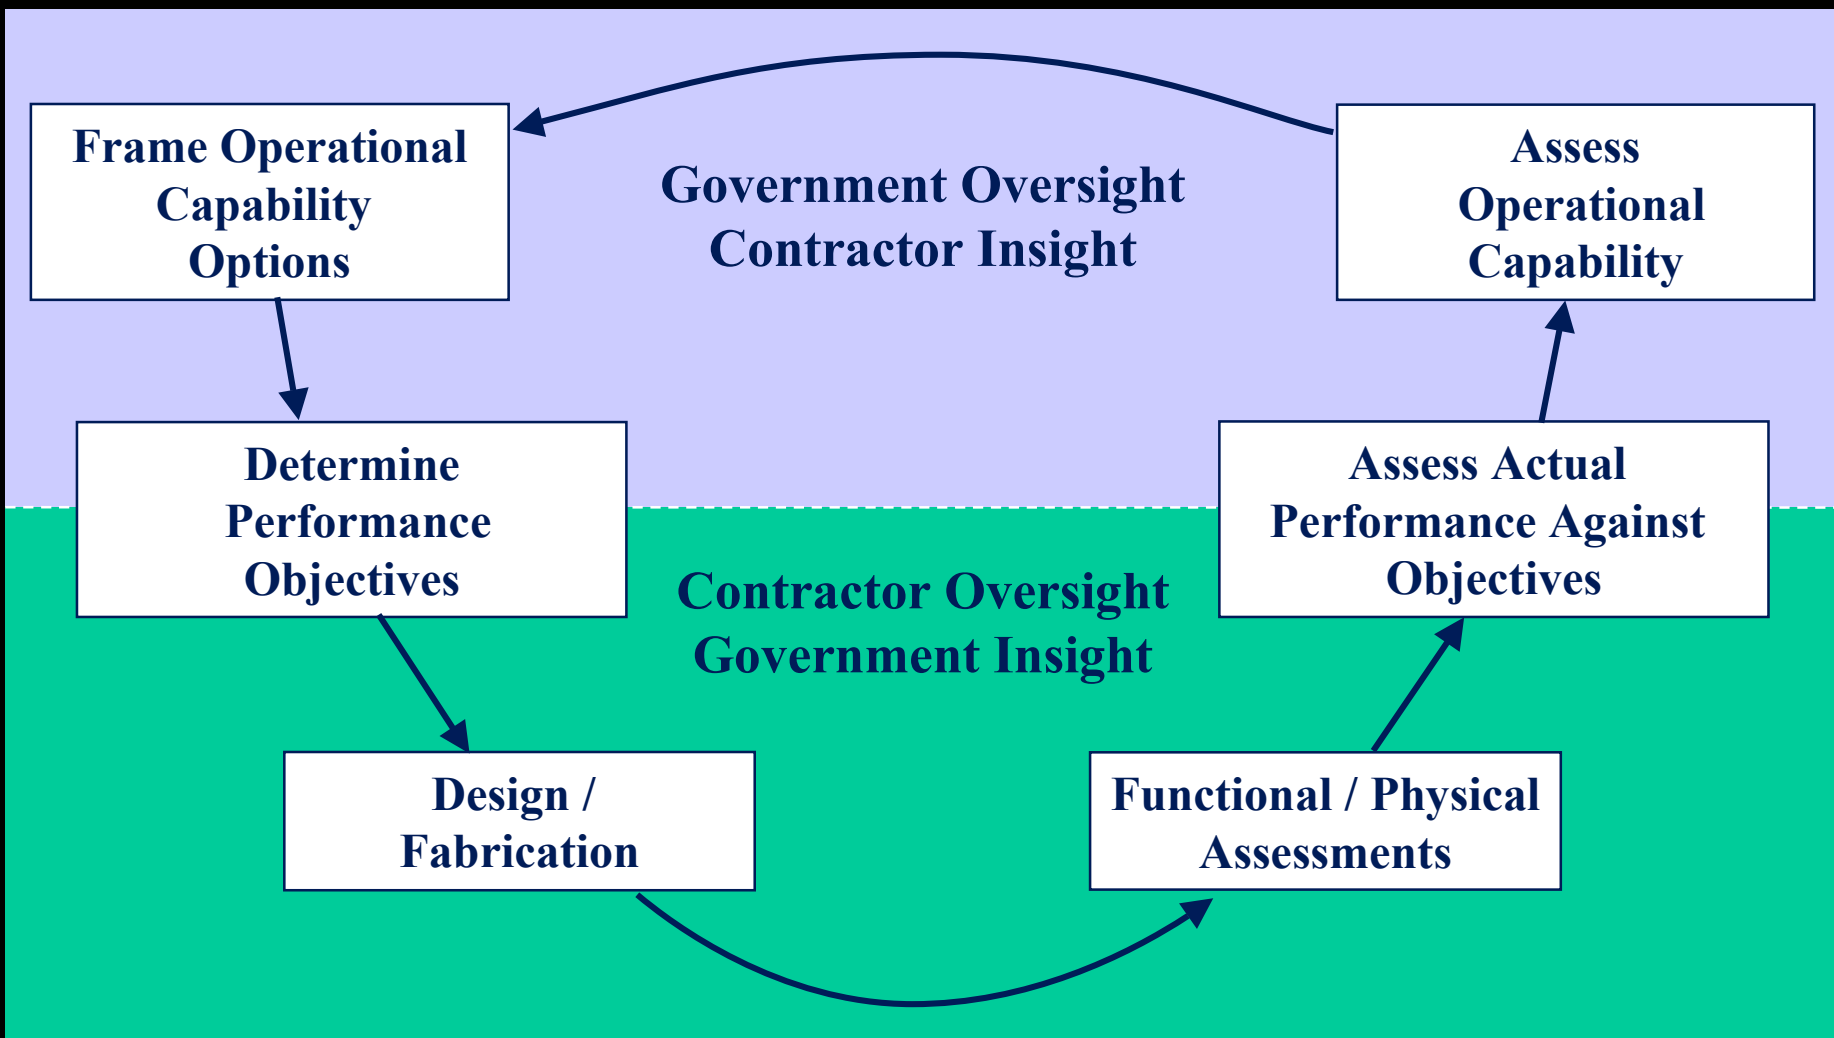 Frame Operational
Capability
Options
Government Oversight
Contractor Insight
Assess
Operational
Capability
Determine
Performance
Objectives
Assess Actual
Performance Against
Objectives
Contractor Oversight
Government Insight
Design /
Fabrication
Functional / Physical
Assessments